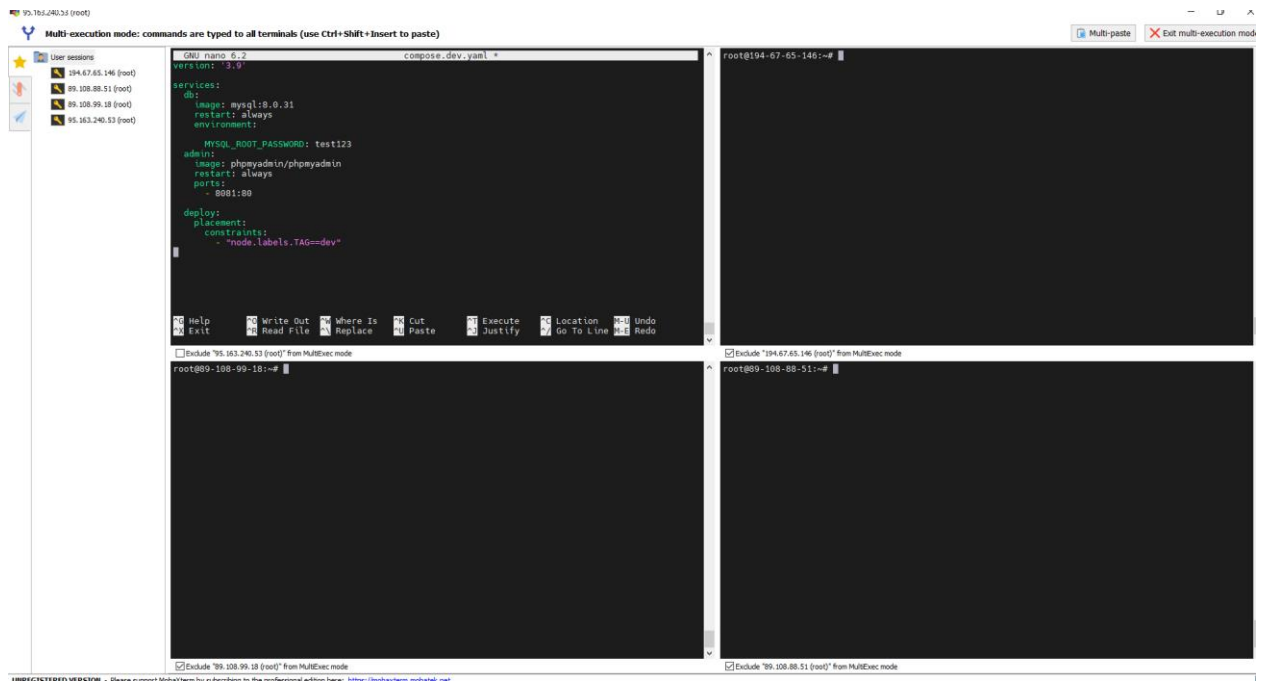 95.163.240.53 (root)
Multi-execution mode: commands are typed to all terminals (use Ctrl+Shift+Insert to paste)
Multi-paste
Exit multi-execution mode
User sessions
194.67.65.146 (root)
89.108.88.51 (root)
89.108.99.18 (root)
95.163.240.53 (root)
GNU nano 6.2 compose.dev.yaml *
version: '3.9'
services:
db:
image: mysql:8.0.31
restart: always
environment:
MYSQL_ROOT_PASSWORD: test123
admin:
image: phpmyadmin/phpmyadmin
restart: always
ports:
- 8081:80
deploy:
placement:
constraints:
- "node.labels.TAG==dev"
^G Help ^O Write Out ^W Where Is ^K Cut ^T Execute ^C Location M-U Undo
^X Exit ^R Read File ^\ Replace ^U Paste ^J Justify ^/ Go To Line M-E Redo
Exclude "95.163.240.53 (root)" from MultiExec mode
root@194-67-65-146:~#
Exclude "194.67.65.146 (root)" from MultiExec mode
root@89-108-99-18:~#
Exclude "89.108.99.18 (root)" from MultiExec mode
root@89-108-88-51:~#
Exclude "89.108.88.51 (root)" from MultiExec mode
UNREGISTERED VERSION - Please support MobaXterm by subscribing to the professional edition here: https://mobaxterm.mobatek.net